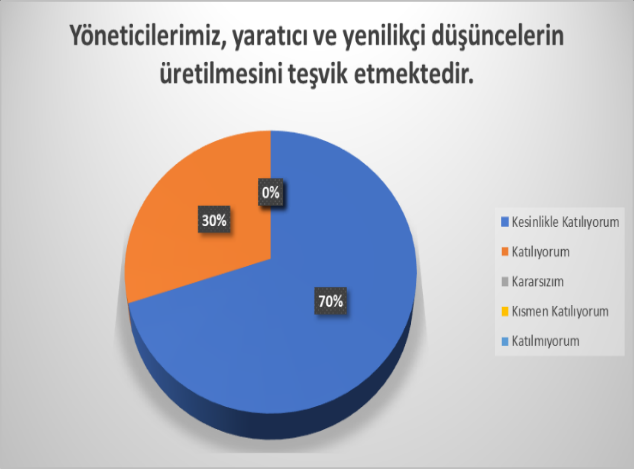 Yöneticilerimiz, yaratıcı ve yenilikçi düşüncelerin
üretilmesini teşvik etmektedir.
0%
30%
70%
Kesinlikle Katılıyorum
Katılıyorum
Kararsızım
Kısmen Katılıyorum
Katılmıyorum